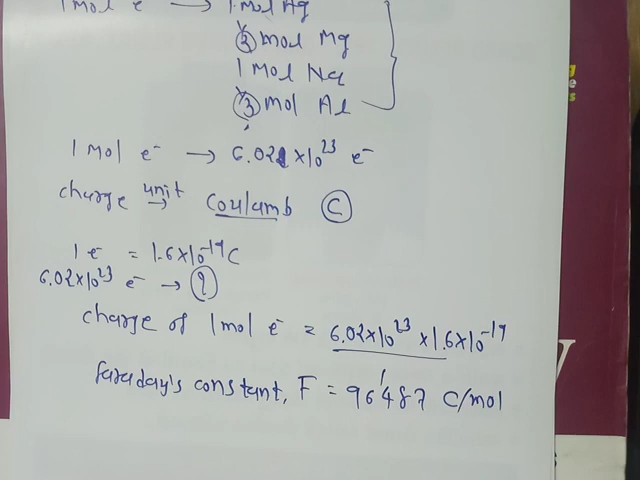 1 mol e⁻ → 1 mol Ag
½ mol Mg
1 Mol Na
⅓ mol Al
1 mol e⁻ → 6.022 × 10²³ e⁻
charge unit → Coulamb (C)
1 e⁻ = 1.6 × 10⁻¹⁹ C
6.02 × 10²³ e⁻ → ?
charge of 1 mol e⁻ = 6.02 × 10²³ × 1.6 × 10⁻¹⁹
faraday's constant, F = 96487 C/mol